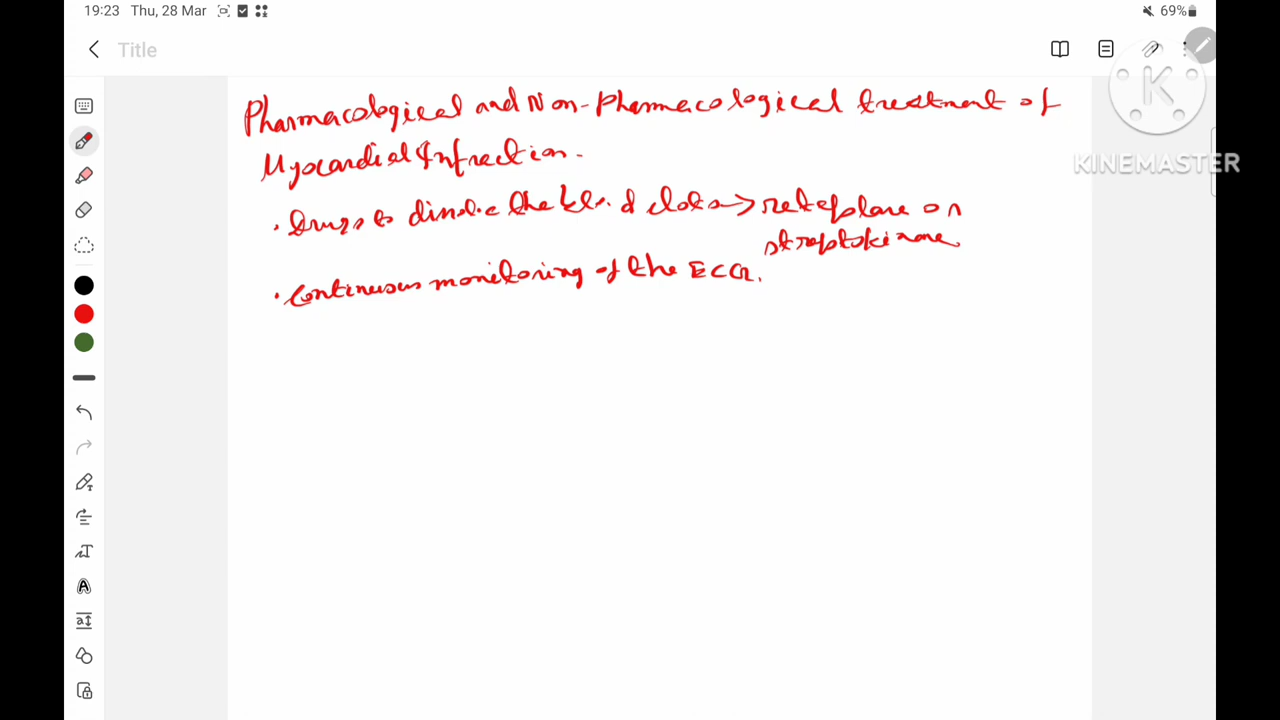 19:23 Thu, 28 Mar 69%
Title
KINEMASTER
Pharmacological and Non-Pharmacological treatment of
Myocardial Infraction.
. Drugs to dissolve the blood clots → reteplase or
streptokinase
. Continuous monitoring of the ECG.